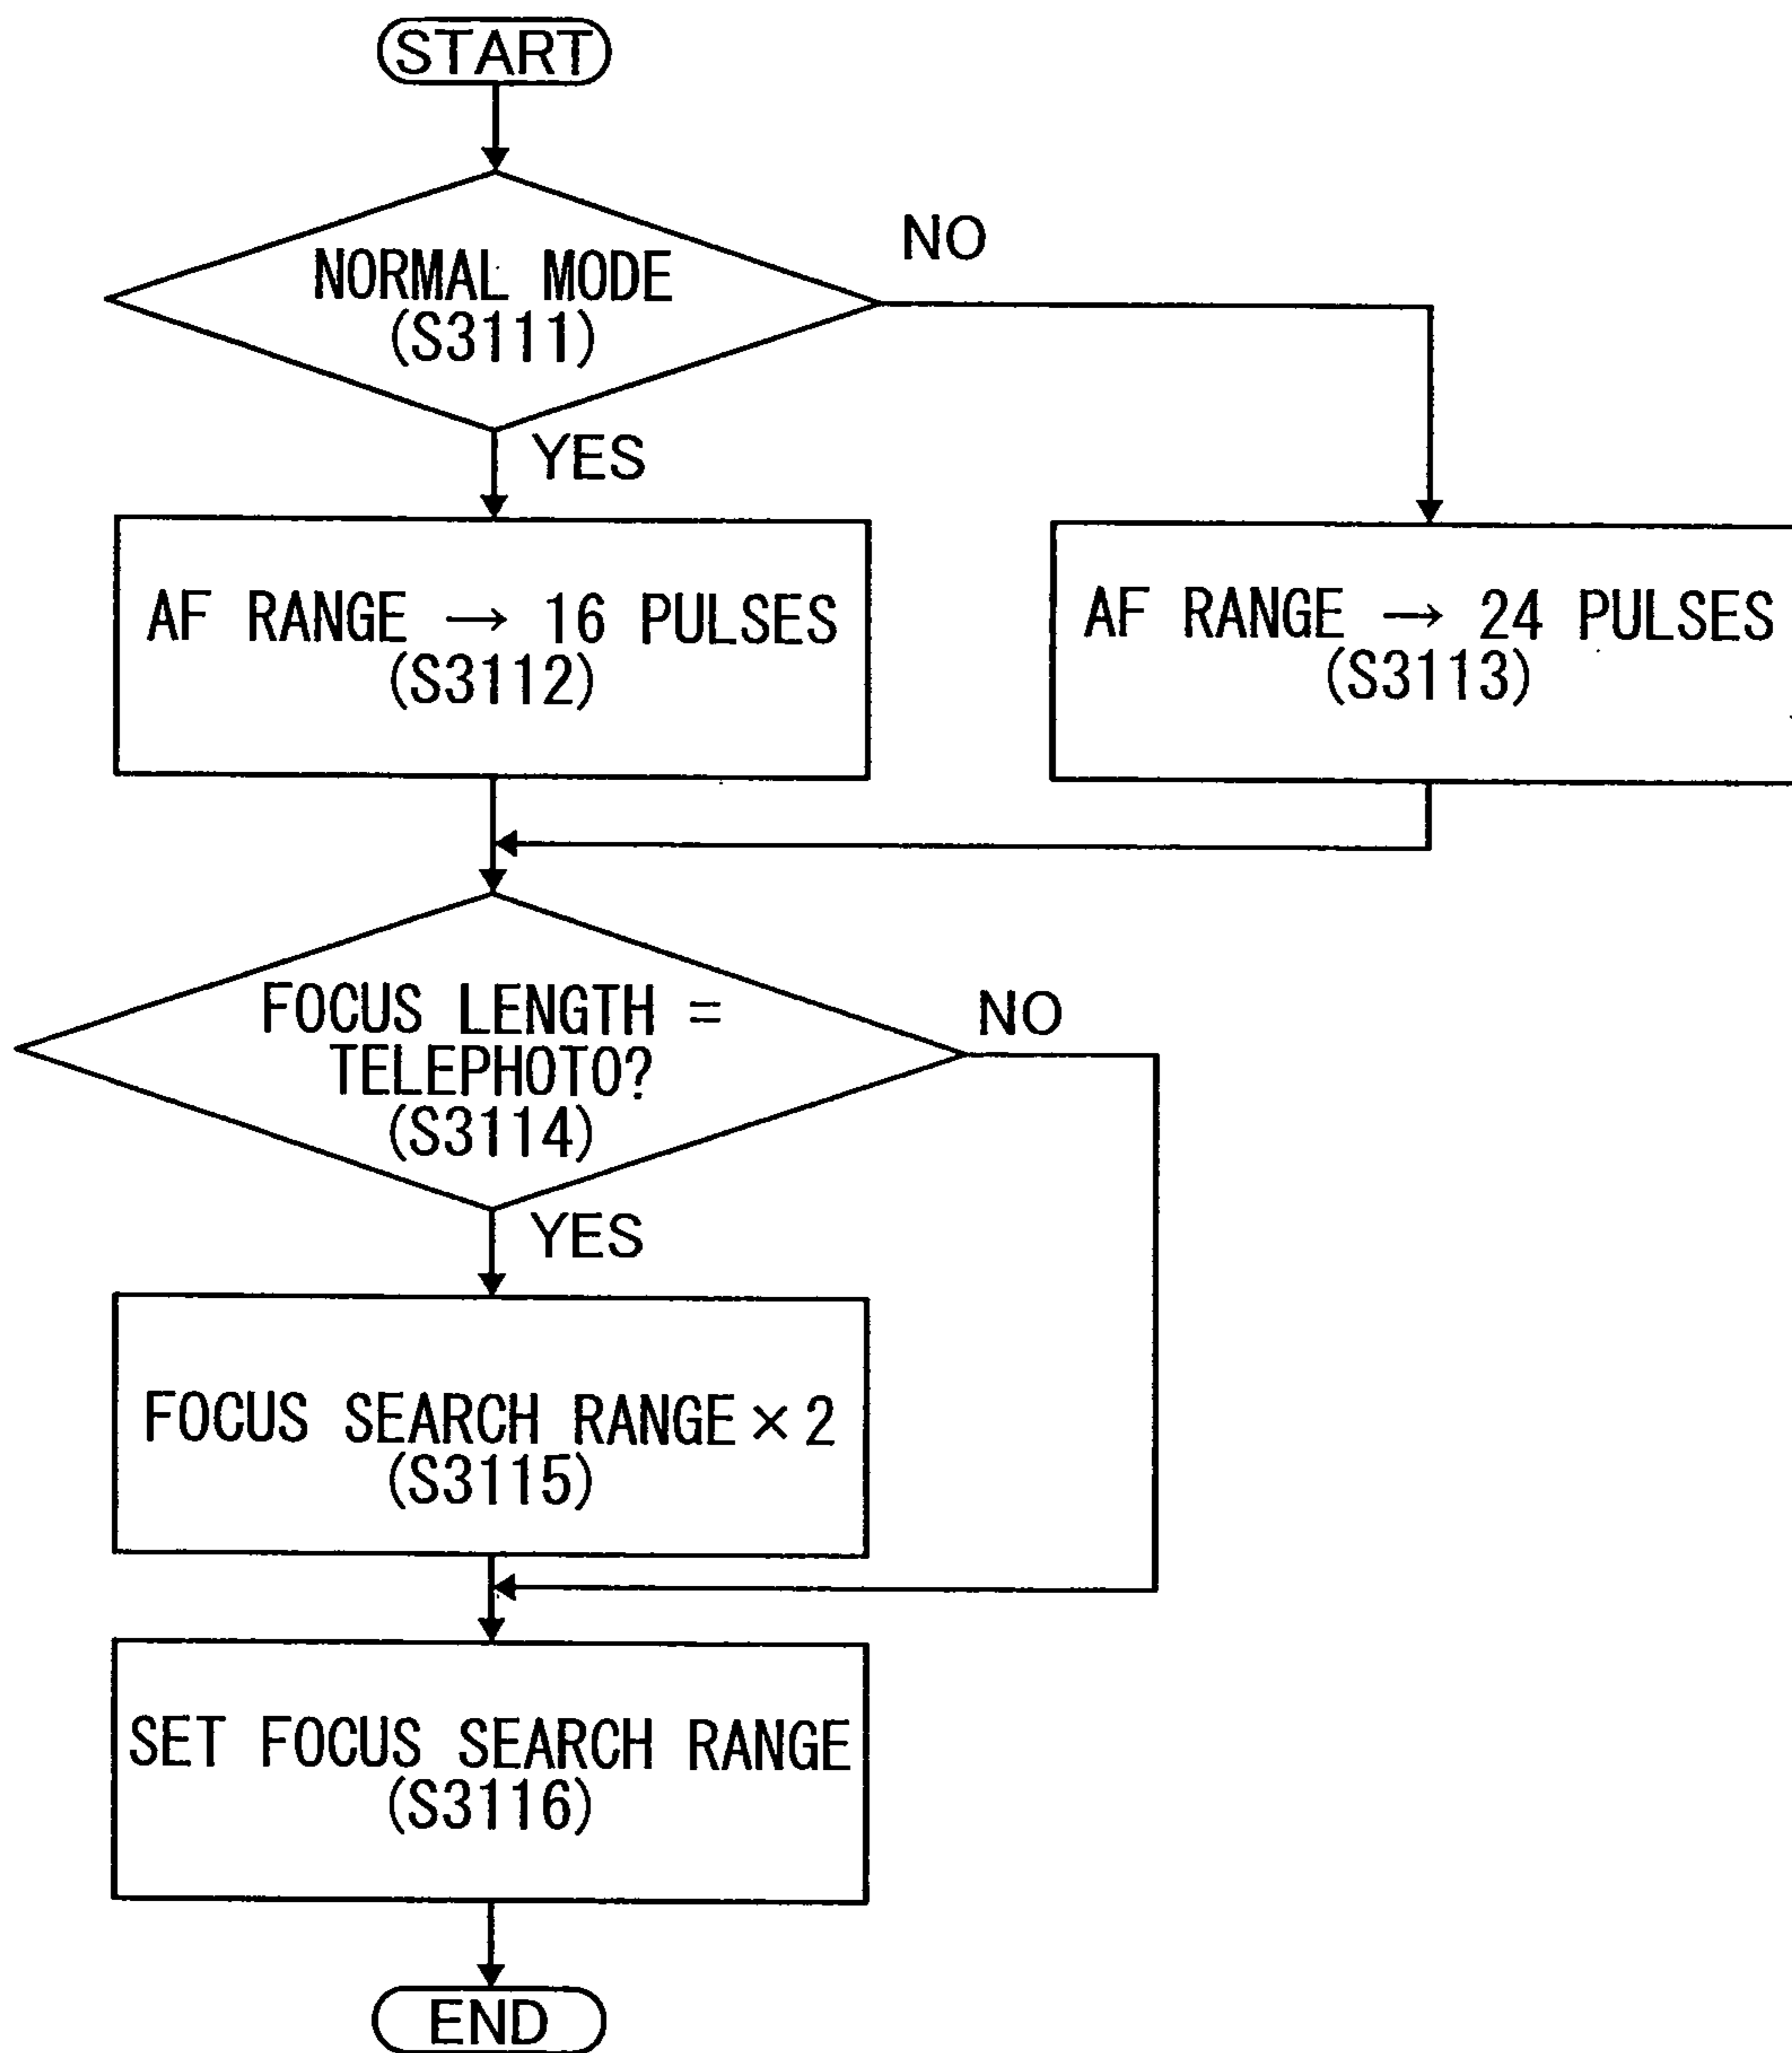 START
NORMAL MODE
(S3111)
NO
YES
AF RANGE → 16 PULSES
(S3112)
AF RANGE → 24 PULSES
(S3113)
FOCUS LENGTH =
TELEPHOTO?
(S3114)
NO
YES
FOCUS SEARCH RANGE × 2
(S3115)
SET FOCUS SEARCH RANGE
(S3116)
END